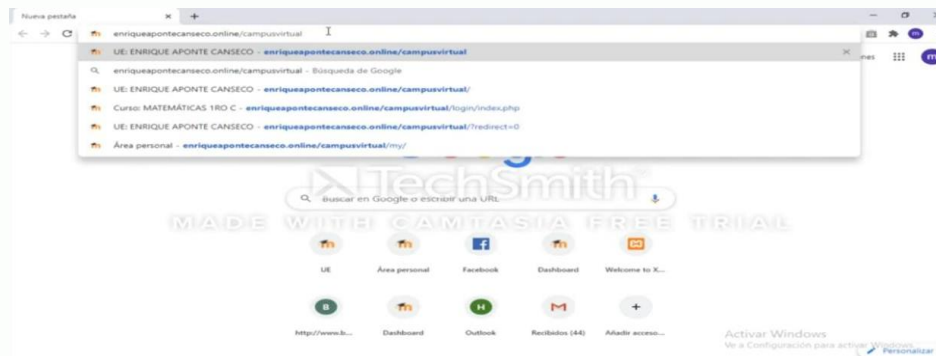 Nueva pestaña
enriqueapontecanseco.online/campusvirtual
UE: ENRIQUE APONTE CANSECO - enriqueapontecanseco.online/campusvirtual
enriqueapontecanseco.online/campusvirtual - Búsqueda de Google
UE: ENRIQUE APONTE CANSECO - enriqueapontecanseco.online/campusvirtual/
Curso: MATEMÁTICAS 1RO C - enriqueapontecanseco.online/campusvirtual/login/index.php
UE: ENRIQUE APONTE CANSECO - enriqueapontecanseco.online/campusvirtual/?redirect=0
Área personal - enriqueapontecanseco.online/campusvirtual/my/
TechSmith
Buscar en Google o escribir una URL
MADE WITH CAMTASIA FREE TRIAL
UE Área personal Facebook Dashboard Welcome to X...
http://www.b... Dashboard Outlook Recibidos (44) Añadir acceso...
Activar Windows
Ve a Configuración para activar Windows.
Personalizar